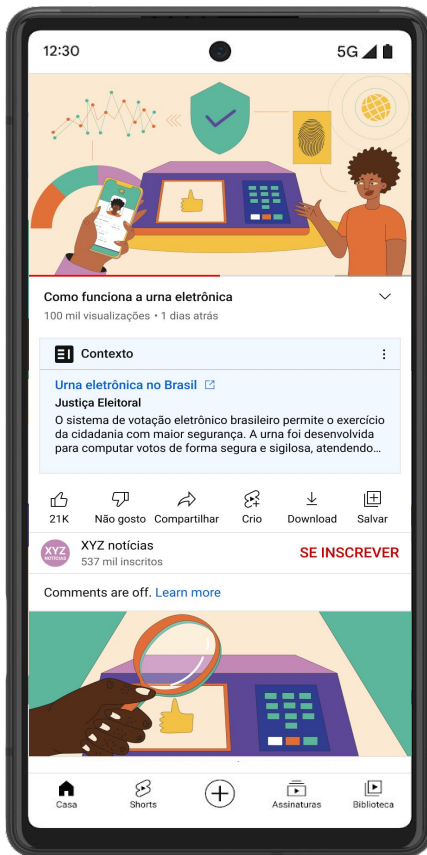 12:30
5G
Como funciona a urna eletrônica
100 mil visualizações • 1 dias atrás
Contexto
Urna eletrônica no Brasil
Justiça Eleitoral
O sistema de votação eletrônico brasileiro permite o exercício
da cidadania com maior segurança. A urna foi desenvolvida
para computar votos de forma segura e sigilosa, atendendo...
21K Não gosto Compartilhar Crio Download Salvar
XYZ NOTÍCIAS
XYZ notícias
537 mil inscritos
SE INSCREVER
Comments are off. Learn more
Casa Shorts Assinaturas Biblioteca